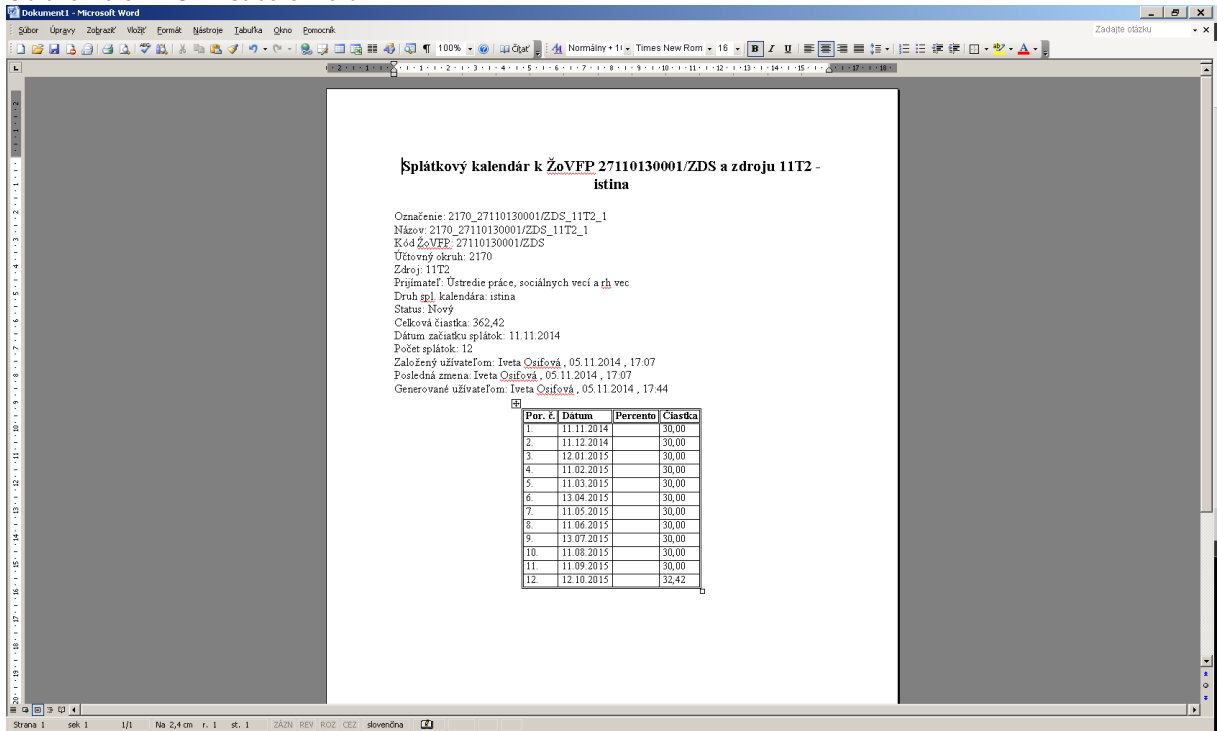 Dokument1 - Microsoft Word
Súbor Úpravy Zobraziť Vložiť Formát Nástroje Tabuľka Okno Pomocník Zadajte otázku
100% Čítať Normálny + 1 Times New Rom 16 B I U
Splátkový kalendár k ŽoVFP 27110130001/ZDS a zdroju 11T2 -
istina
Označenie: 2170_27110130001/ZDS_11T2_1
Názov: 2170_27110130001/ZDS_11T2_1
Kód ŽoVFP: 27110130001/ZDS
Účtovný okruh: 2170
Zdroj: 11T2
Prijímateľ: Ústredie práce, sociálnych vecí a rh vec
Druh spl. kalendára: istina
Status: Nový
Celková čiastka: 362,42
Dátum začiatku splátok: 11.11.2014
Počet splátok: 12
Založený užívateľom: Iveta Osifová , 05.11.2014 , 17:07
Posledná zmena: Iveta Osifová , 05.11.2014 , 17:07
Generované užívateľom: Iveta Osifová , 05.11.2014 , 17:44
Por. č. Dátum Percento Čiastka
1. 11.11.2014 30,00
2. 11.12.2014 30,00
3. 12.01.2015 30,00
4. 11.02.2015 30,00
5. 11.03.2015 30,00
6. 13.04.2015 30,00
7. 11.05.2015 30,00
8. 11.06.2015 30,00
9. 13.07.2015 30,00
10. 11.08.2015 30,00
11. 11.09.2015 30,00
12. 12.10.2015 32,42
Strana 1 sek 1 1/1 Na 2,4 cm r. 1 st. 1 ZÁZN REV ROZ CEZ slovenčina